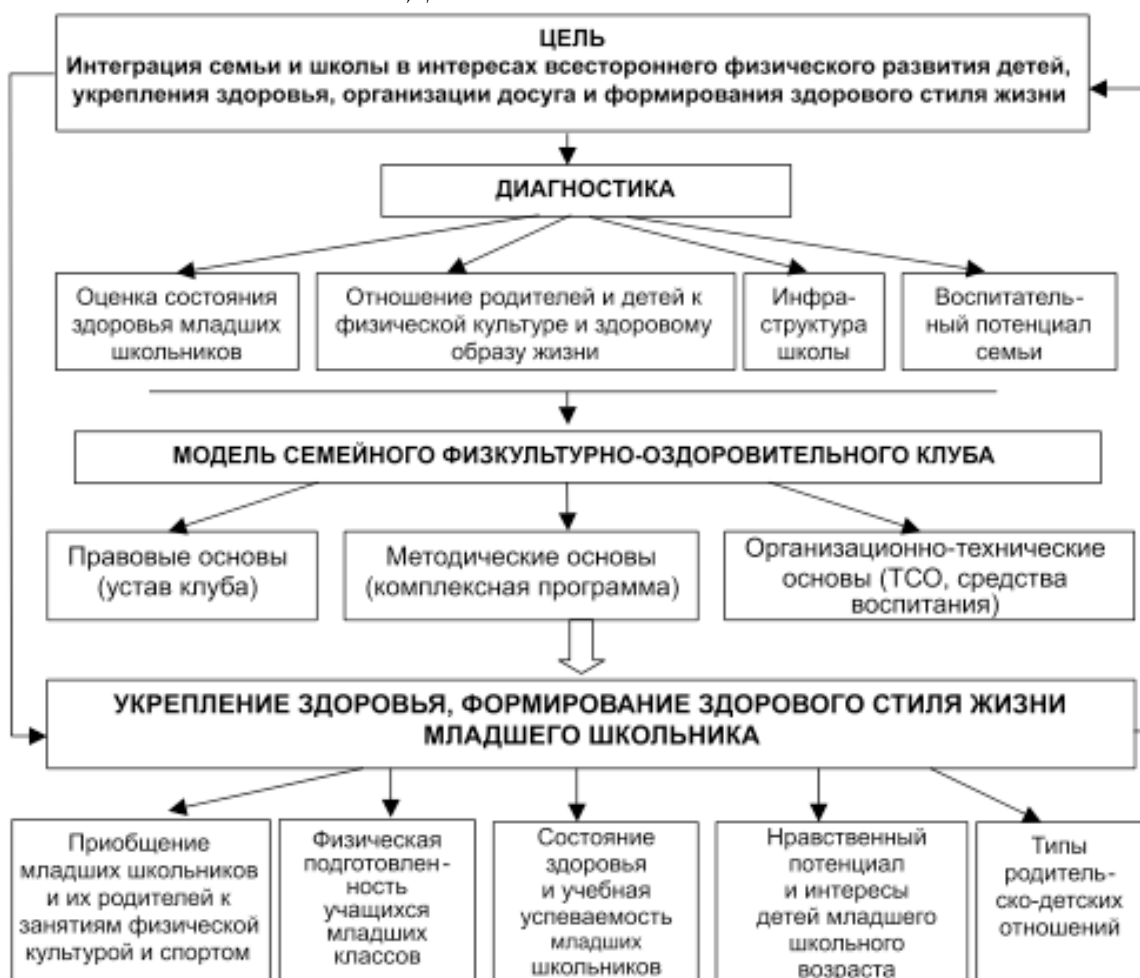 ЦЕЛЬ
Интеграция семьи и школы в интересах всестороннего физического развития детей,
укрепления здоровья, организации досуга и формирования здорового стиля жизни
ДИАГНОСТИКА
Оценка состояния
здоровья младших
школьников
Отношение родителей и детей к
физической культуре и здоровому
образу жизни
Инфра-
структура
школы
Воспитатель-
ный потенциал
семьи
МОДЕЛЬ СЕМЕЙНОГО ФИЗКУЛЬТУРНО-ОЗДОРОВИТЕЛЬНОГО КЛУБА
Правовые основы
(устав клуба)
Методические основы
(комплексная программа)
Организационно-технические
основы (ТСО, средства
воспитания)
УКРЕПЛЕНИЕ ЗДОРОВЬЯ, ФОРМИРОВАНИЕ ЗДОРОВОГО СТИЛЯ ЖИЗНИ
МЛАДШЕГО ШКОЛЬНИКА
Приобщение
младших школьников
и их родителей к
занятиям физической
культурой и спортом
Физическая
подготовлен-
ность
учащихся
младших
классов
Состояние
здоровья
и учебная
успеваемость
младших
школьников
Нравственный
потенциал
и интересы
детей младшего
школьного
возраста
Типы
родитель-
ско-детских
отношений